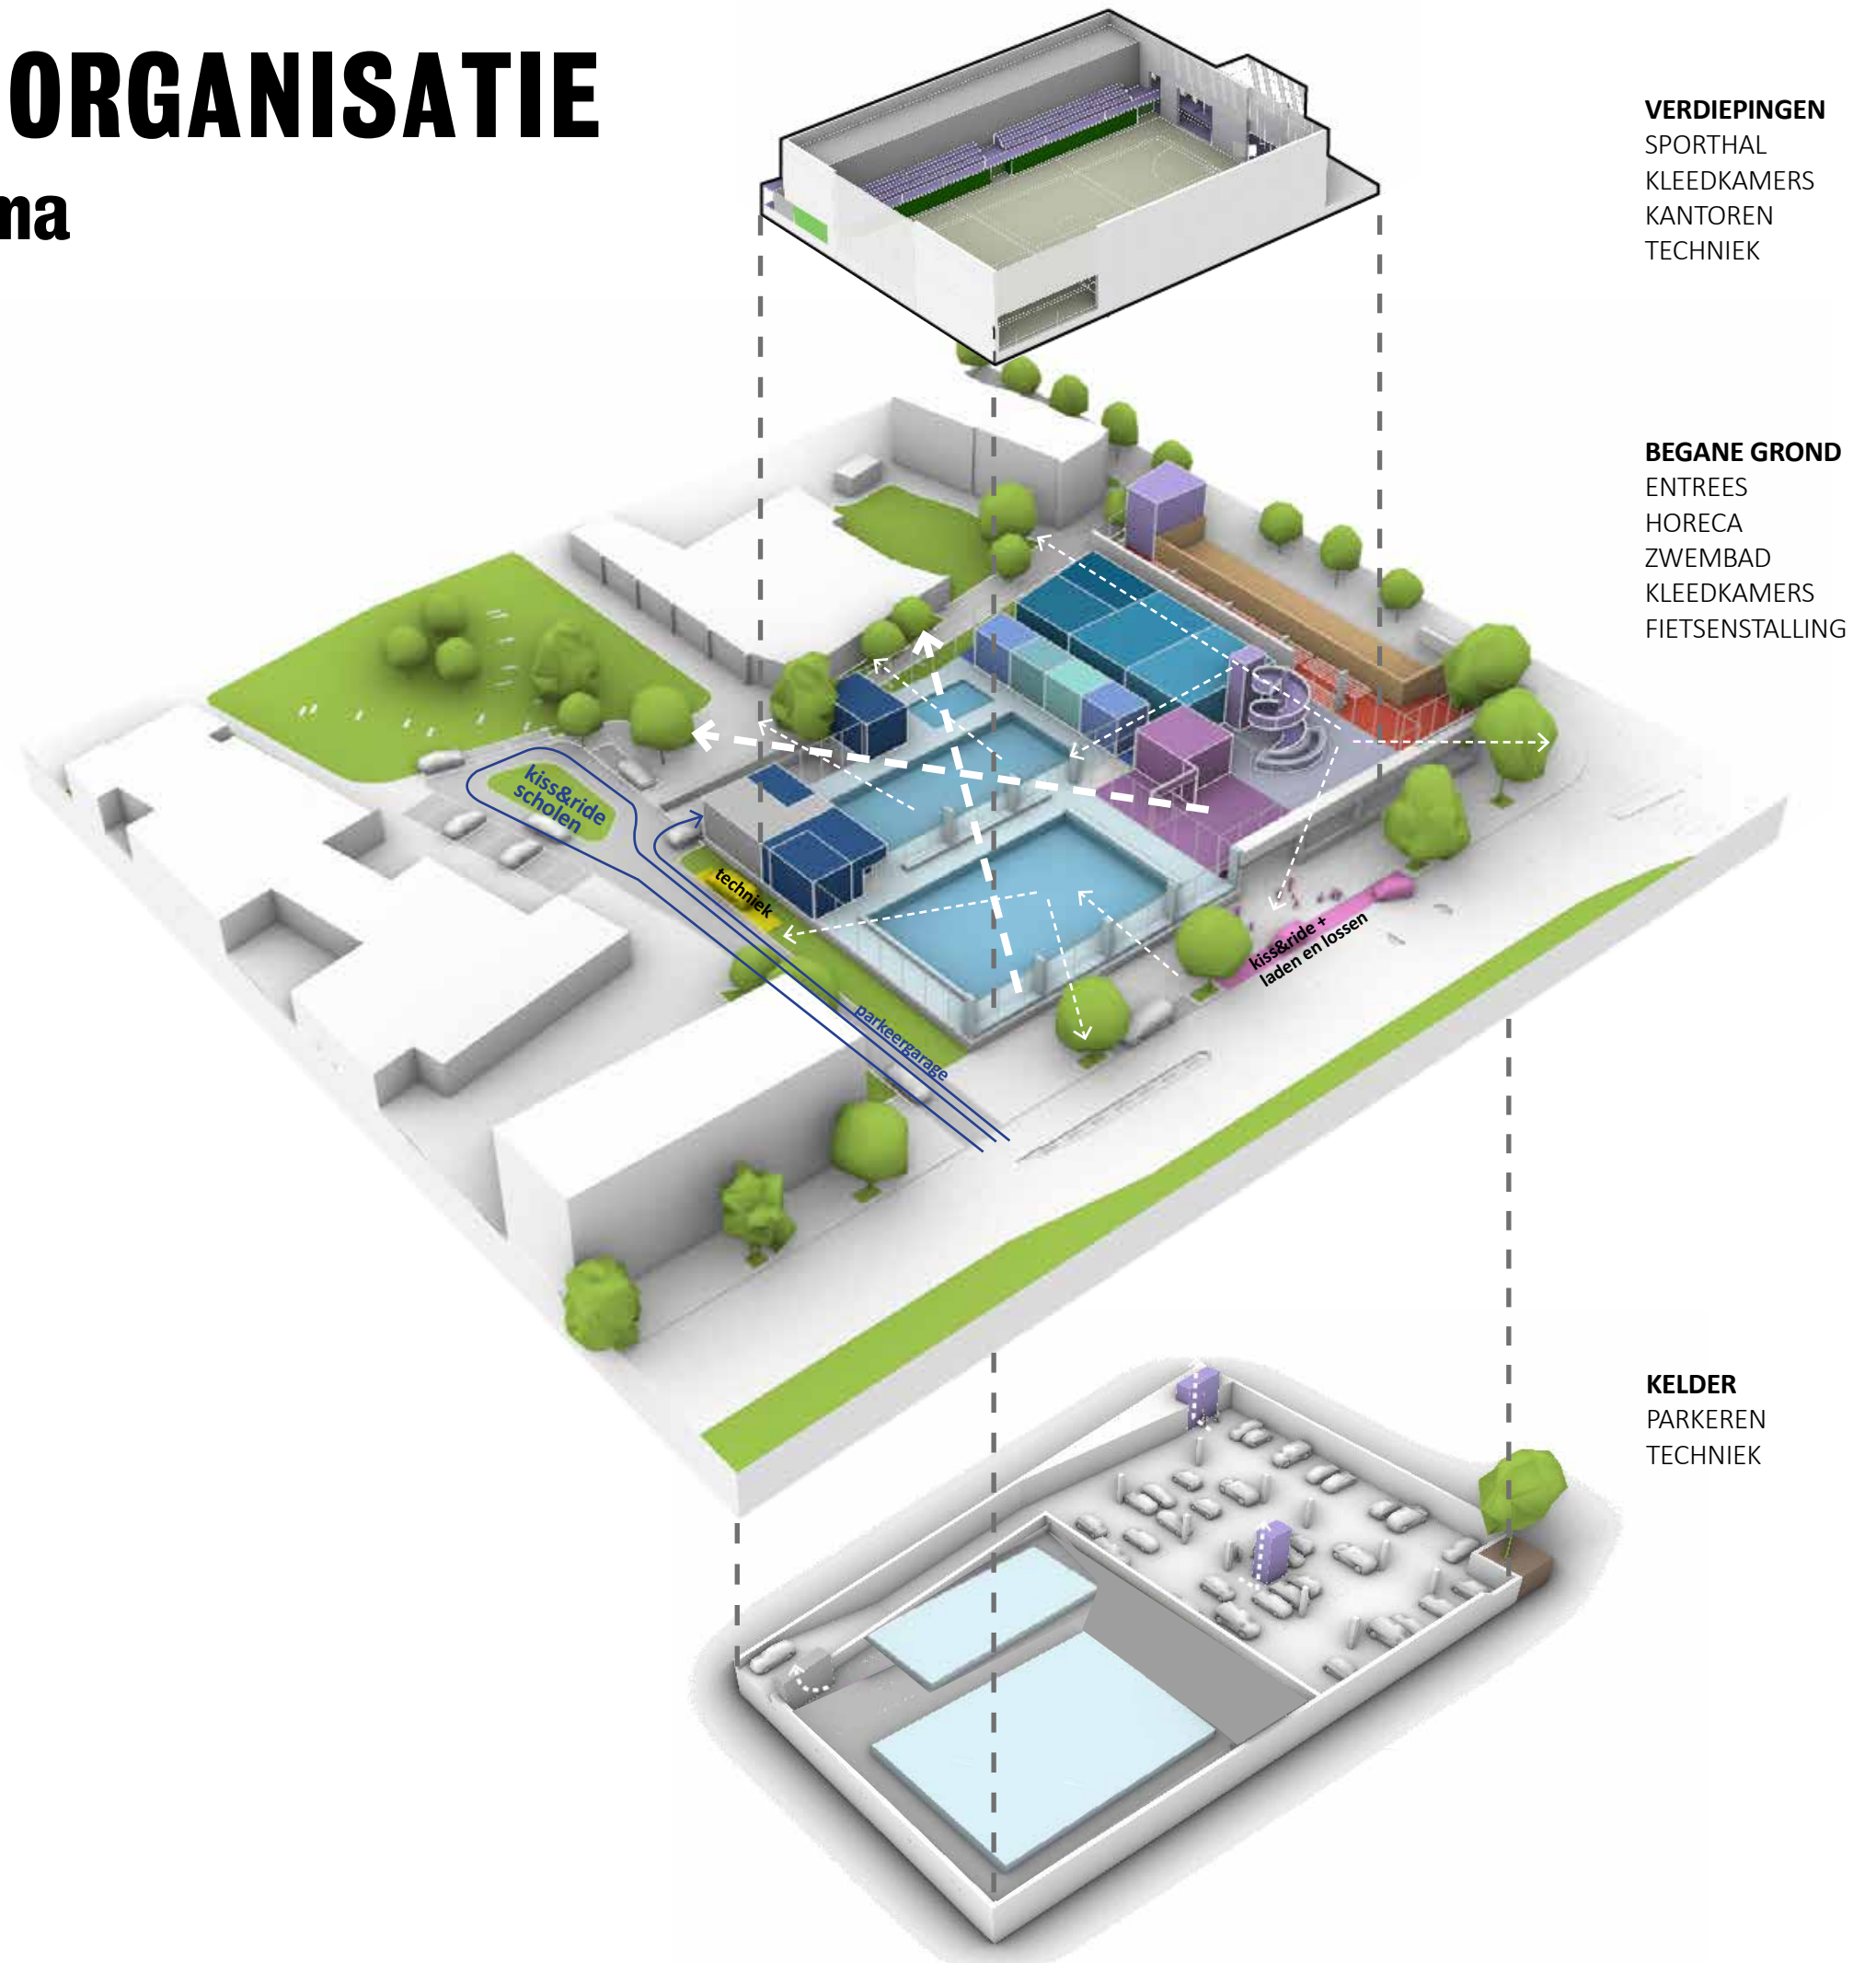 ORGANISATIE
ma
VERDIEPINGEN
SPORTHAL
KLEEDKAMERS
KANTOREN
TECHNIEK
BEGANE GROND
ENTREES
HORECA
ZWEMBAD
KLEEDKAMERS
FIETSENSTALLING
kiss&ride
scholen
techniek
kiss&ride +
laden en lossen
parkeergarage
KELDER
PARKEREN
TECHNIEK